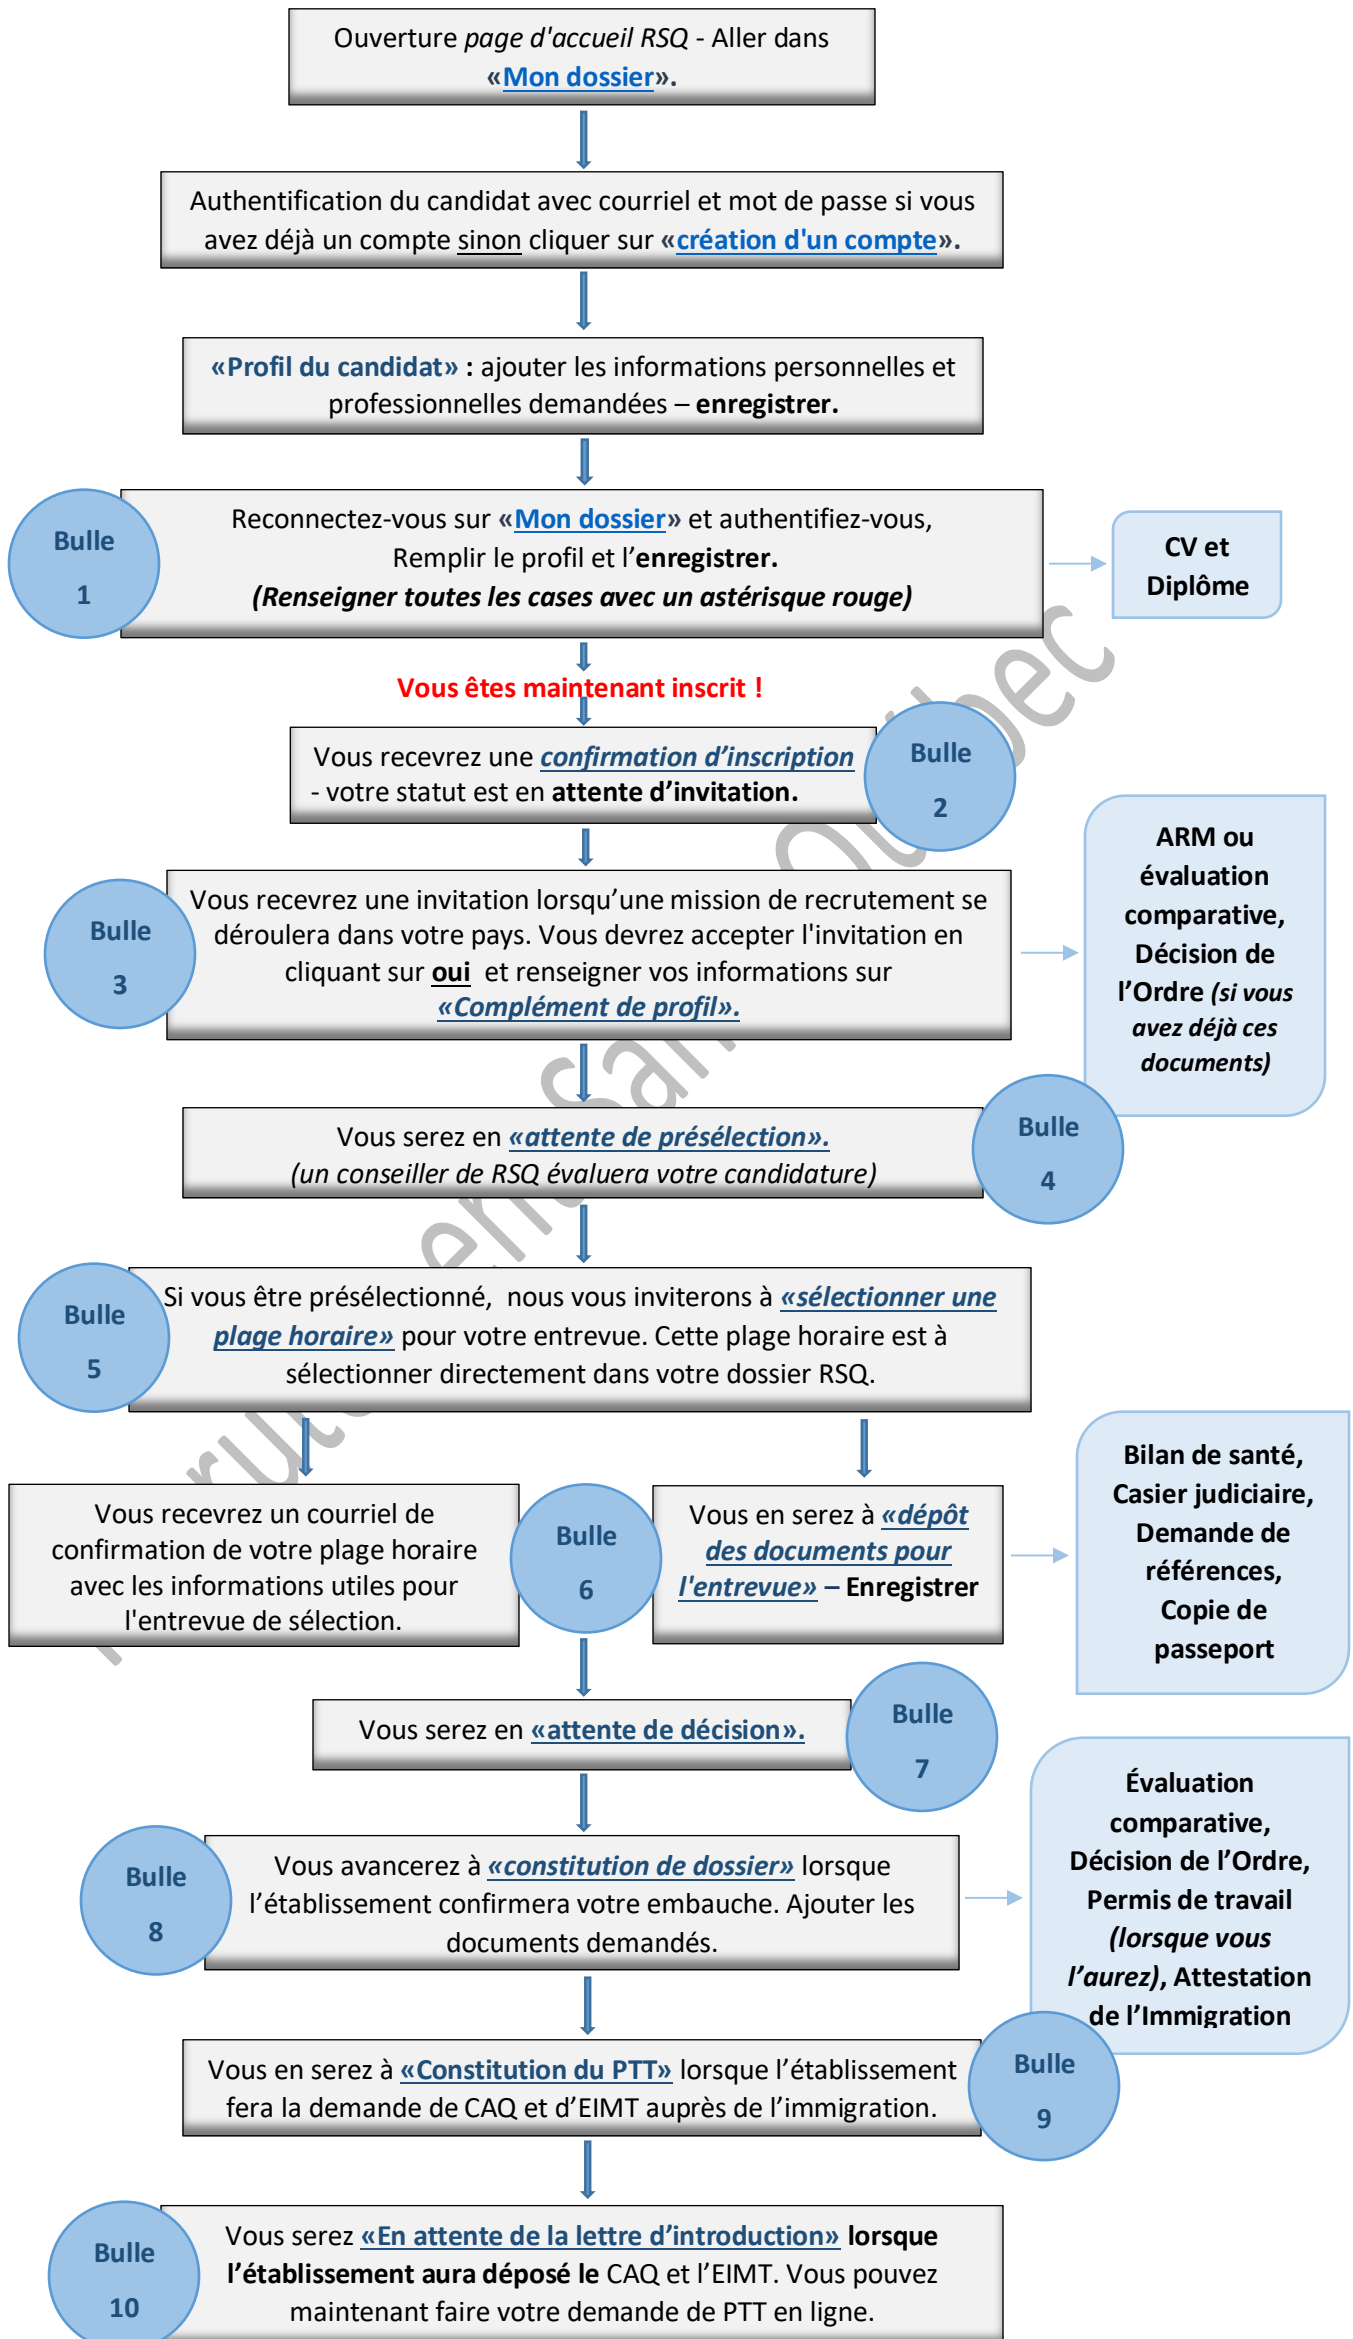 Ouverture page d'accueil RSQ - Aller dans
«Mon dossier».
Authentification du candidat avec courriel et mot de passe si vous
avez déjà un compte sinon cliquer sur «création d'un compte».
«Profil du candidat» : ajouter les informations personnelles et
professionnelles demandées – enregistrer.
Bulle
1
Reconnectez-vous sur «Mon dossier» et authentifiez-vous,
Remplir le profil et l’enregistrer.
(Renseigner toutes les cases avec un astérisque rouge)
CV et
Diplôme
Vous êtes maintenant inscrit !
Vous recevrez une confirmation d’inscription
- votre statut est en attente d’invitation.
Bulle
2
Bulle
3
Vous recevrez une invitation lorsqu’une mission de recrutement se
déroulera dans votre pays. Vous devrez accepter l'invitation en
cliquant sur oui et renseigner vos informations sur
«Complément de profil».
ARM ou
évaluation
comparative,
Décision de
l’Ordre (si vous
avez déjà ces
documents)
Vous serez en «attente de présélection».
(un conseiller de RSQ évaluera votre candidature)
Bulle
4
Bulle
5
Si vous être présélectionné, nous vous inviterons à «sélectionner une
plage horaire» pour votre entrevue. Cette plage horaire est à
sélectionner directement dans votre dossier RSQ.
Vous recevrez un courriel de
confirmation de votre plage horaire
avec les informations utiles pour
l'entrevue de sélection.
Bulle
6
Vous en serez à «dépôt
des documents pour
l'entrevue» – Enregistrer
Bilan de santé,
Casier judiciaire,
Demande de
références,
Copie de
passeport
Vous serez en «attente de décision».
Bulle
7
Bulle
8
Vous avancerez à «constitution de dossier» lorsque
l’établissement confirmera votre embauche. Ajouter les
documents demandés.
Évaluation
comparative,
Décision de l’Ordre,
Permis de travail
(lorsque vous
l’aurez), Attestation
de l’Immigration
Vous en serez à «Constitution du PTT» lorsque l’établissement
fera la demande de CAQ et d’EIMT auprès de l’immigration.
Bulle
9
Bulle
10
Vous serez «En attente de la lettre d’introduction» lorsque
l’établissement aura déposé le CAQ et l’EIMT. Vous pouvez
maintenant faire votre demande de PTT en ligne.